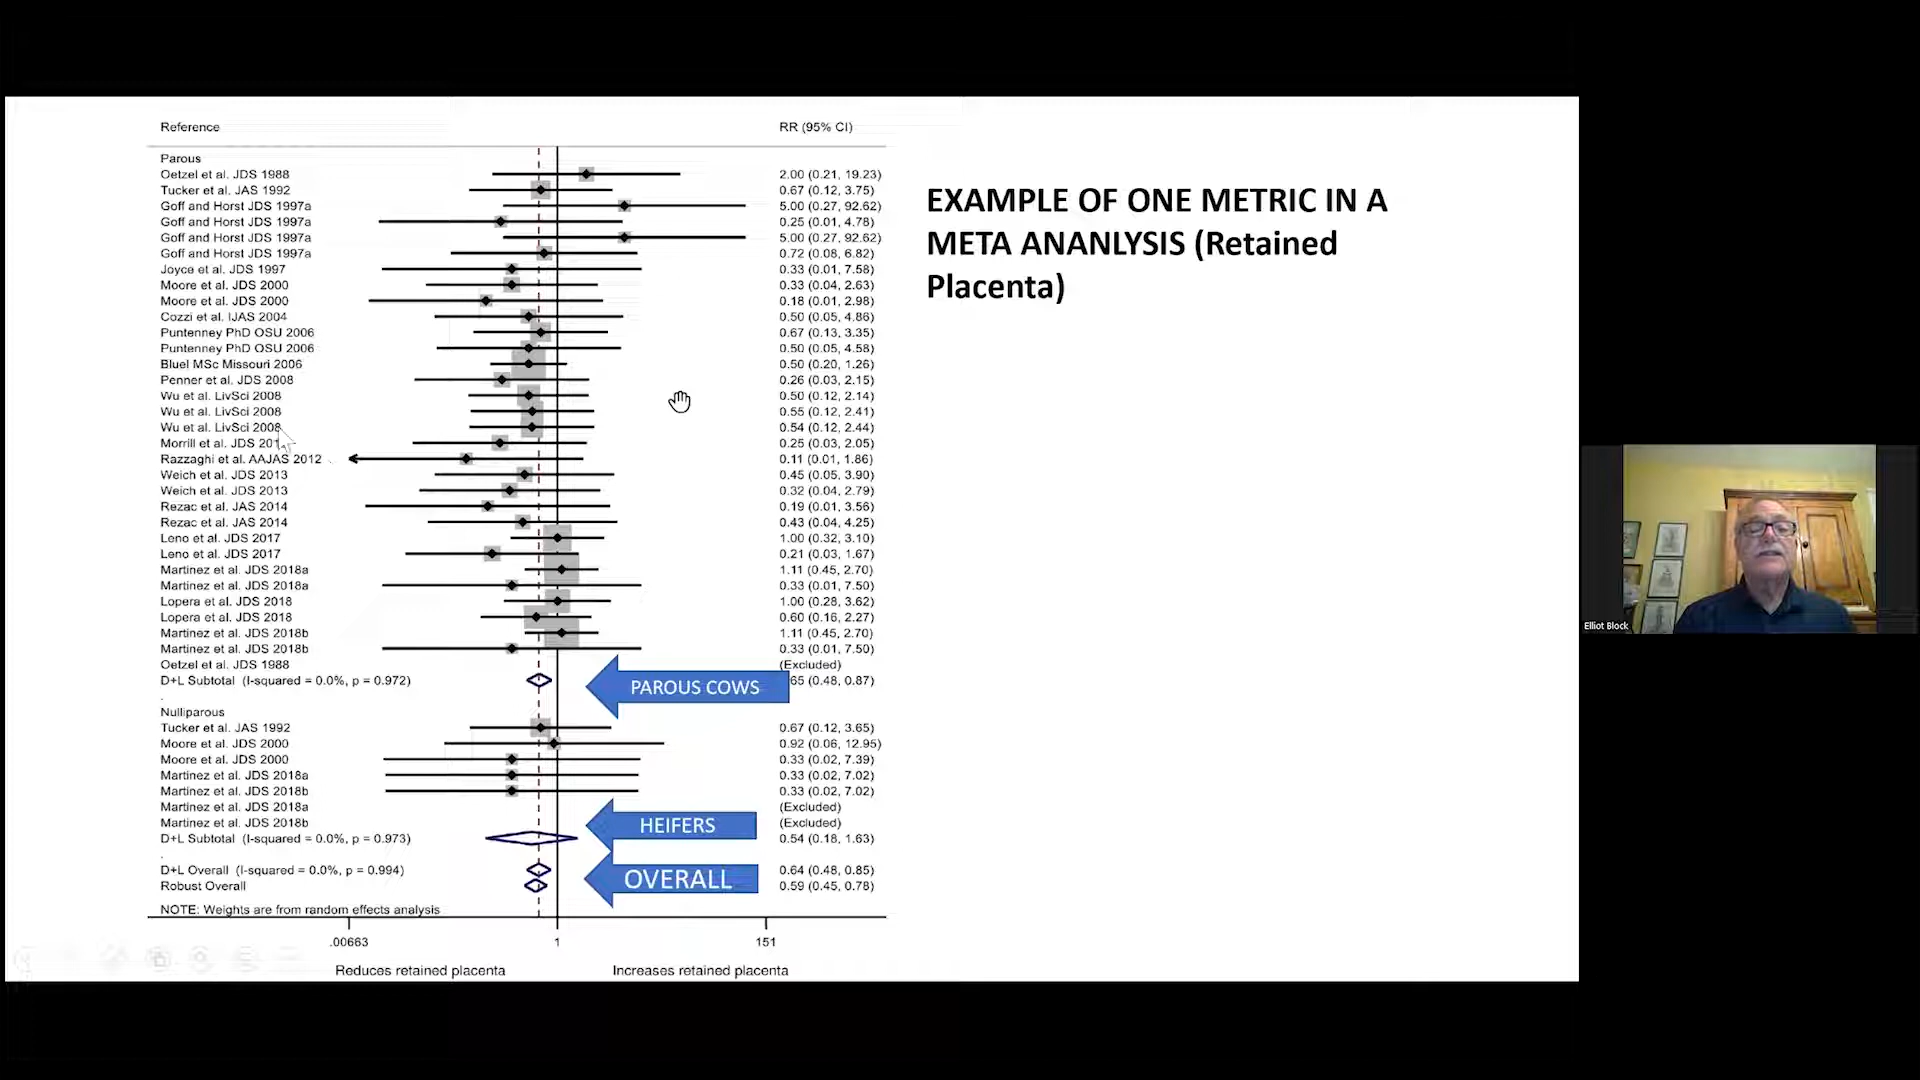 Reference RR (95% CI)
Parous
Oetzel et al. JDS 1988 2.00 (0.21, 19.23)
Tucker et al. JAS 1992 0.67 (0.12, 3.75)
Goff and Horst JDS 1997a 5.00 (0.27, 92.62)
Goff and Horst JDS 1997a 0.25 (0.01, 4.78)
Goff and Horst JDS 1997a 5.00 (0.27, 92.62)
Goff and Horst JDS 1997a 0.72 (0.08, 6.82)
Joyce et al. JDS 1997 0.33 (0.01, 7.58)
Moore et al. JDS 2000 0.33 (0.04, 2.63)
Moore et al. JDS 2000 0.18 (0.01, 2.98)
Cozzi et al. IJAS 2004 0.50 (0.05, 4.86)
Puntenney PhD OSU 2006 0.67 (0.13, 3.35)
Puntenney PhD OSU 2006 0.50 (0.05, 4.58)
Bluel MSc Missouri 2006 0.50 (0.20, 1.26)
Penner et al. JDS 2008 0.26 (0.03, 2.15)
Wu et al. LivSci 2008 0.50 (0.12, 2.14)
Wu et al. LivSci 2008 0.55 (0.12, 2.41)
Wu et al. LivSci 2008 0.54 (0.12, 2.44)
Morrill et al. JDS 0.25 (0.03, 2.05)
Razzaghi et al. AAJAS 2012 0.11 (0.01, 1.86)
Weich et al. JDS 2013 0.45 (0.05, 3.90)
Weich et al. JDS 2013 0.32 (0.04, 2.79)
Rezac et al. JAS 2014 0.19 (0.01, 3.56)
Rezac et al. JAS 2014 0.43 (0.04, 4.25)
Leno et al. JDS 2017 1.00 (0.32, 3.10)
Leno et al. JDS 2017 0.21 (0.03, 1.67)
Martinez et al. JDS 2018a 1.11 (0.45, 2.70)
Martinez et al. JDS 2018a 0.33 (0.01, 7.50)
Lopera et al. JDS 2018 1.00 (0.28, 3.62)
Lopera et al. JDS 2018 0.60 (0.16, 2.27)
Martinez et al. JDS 2018b 1.11 (0.45, 2.70)
Martinez et al. JDS 2018b 0.33 (0.01, 7.50)
Oetzel et al. JDS 1988 (Excluded)
D+L Subtotal (I-squared = 0.0%, p = 0.972) PAROUS COWS 65 (0.48, 0.87)
.
Nulliparous
Tucker et al. JAS 1992 0.67 (0.12, 3.65)
Moore et al. JDS 2000 0.92 (0.06, 12.95)
Moore et al. JDS 2000 0.33 (0.02, 7.39)
Martinez et al. JDS 2018a 0.33 (0.02, 7.02)
Martinez et al. JDS 2018b 0.33 (0.02, 7.02)
Martinez et al. JDS 2018a (Excluded)
Martinez et al. JDS 2018b HEIFERS (Excluded)
D+L Subtotal (I-squared = 0.0%, p = 0.973) 0.54 (0.18, 1.63)
.
D+L Overall (I-squared = 0.0%, p = 0.994) OVERALL 0.64 (0.48, 0.85)
Robust Overall 0.59 (0.45, 0.78)
NOTE: Weights are from random effects analysis
.00663 1 151
Reduces retained placenta Increases retained placenta
EXAMPLE OF ONE METRIC IN A
META ANANLYSIS (Retained
Placenta)
Elliot Block